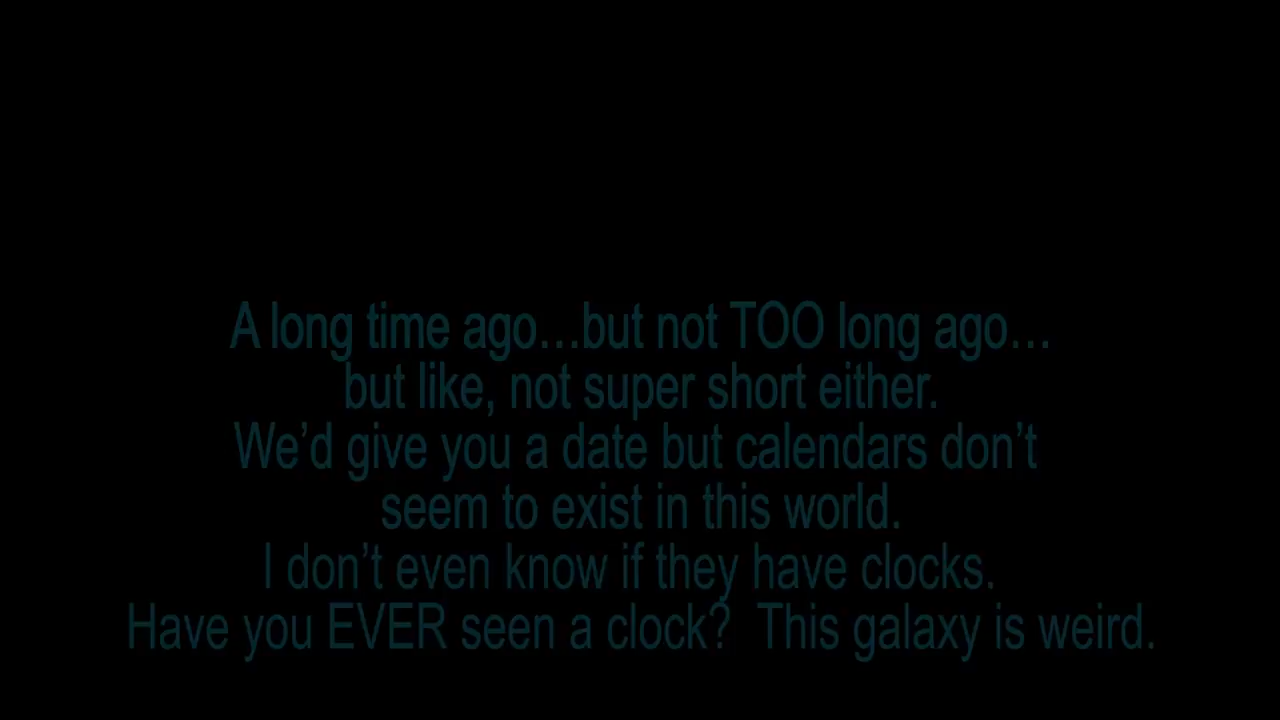 A long time ago…but not TOO long ago…
but like, not super short either.
We’d give you a date but calendars don’t
seem to exist in this world.
I don’t even know if they have clocks.
Have you EVER seen a clock?  This galaxy is weird.